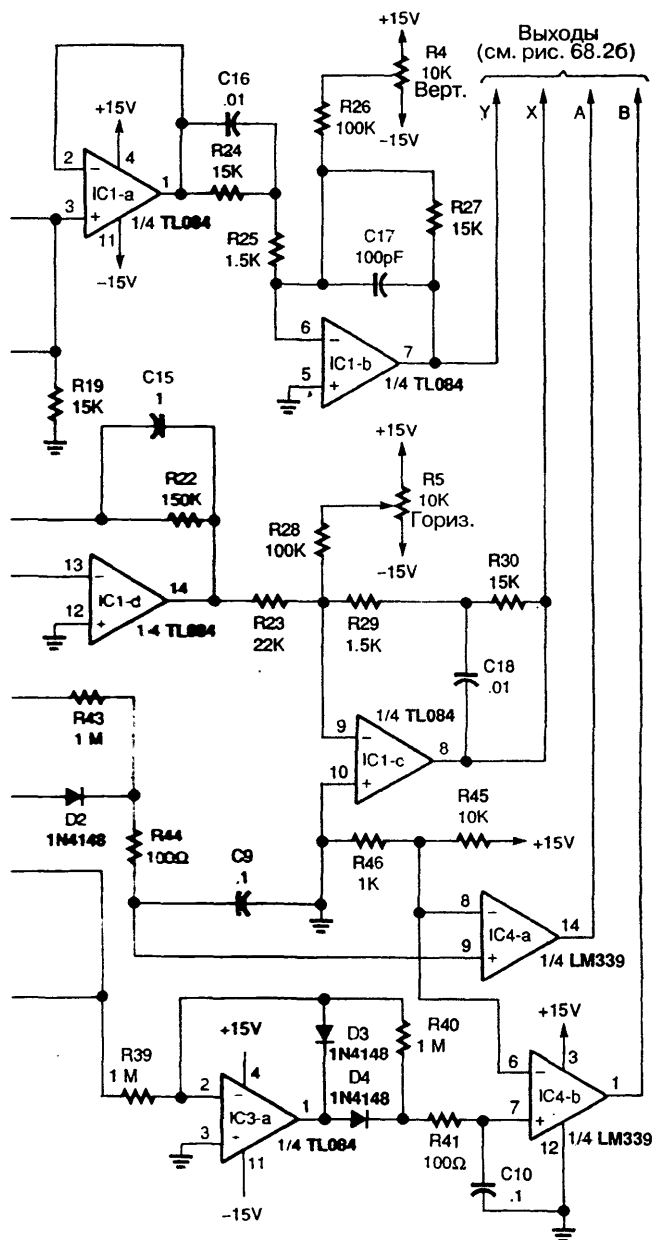 +15V
Выходы
(см. рис. 68.2б)
R4
10K
Верт.
-15V
C16
.01
+15V
R26
100K
Y X A B
2
4
1
R24
15K
IC1-a
3
11
1/4 TL084
-15V
R25
1.5K
C17
100pF
R27
15K
6
7
IC1-b
5
1/4 TL084
R19
15K
C15
1
+15V
R22
150K
R5
10K
Гориз.
R28
100K
-15V
R30
15K
13
14
IC1-d
12
1/4 TL084
R23
22K
R29
1.5K
C18
.01
R43
1 M
1/4 TL084
9
8
IC1-c
10
D2
1N4148
R44
100Ω
C9
.1
R46
1K
R45
10K
+15V
8
14
IC4-a
9
1/4 LM339
+15V
D3
1N4148
R40
1 M
+15V
R39
1 M
D4
1N4148
2
4
1
IC3-a
3
11
1/4 TL084
-15V
R41
100Ω
6
3
1
IC4-b
7
12
1/4 LM339
C10
.1